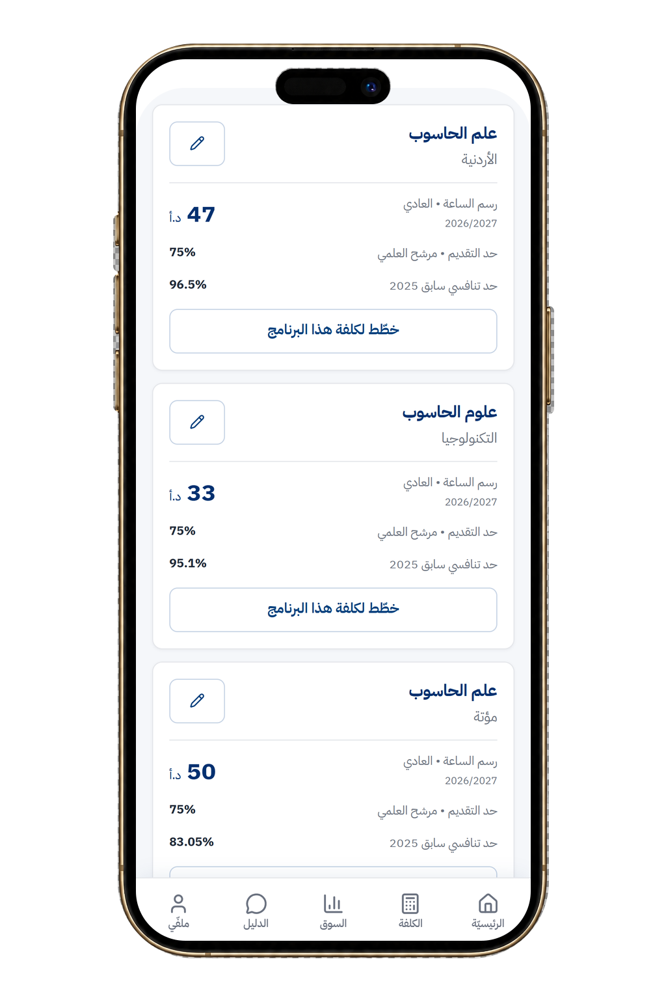 علم الحاسوب
الأردنية
رسم الساعة • العادي
2026/2027
47 د.أ
حد التقديم • مرشح العلمي
75%
حد تنافسي سابق 2025
96.5%
خطّط لكلفة هذا البرنامج
علوم الحاسوب
التكنولوجيا
رسم الساعة • العادي
2026/2027
33 د.أ
حد التقديم • مرشح العلمي
75%
حد تنافسي سابق 2025
95.1%
خطّط لكلفة هذا البرنامج
علم الحاسوب
مؤتة
رسم الساعة • العادي
2026/2027
50 د.أ
حد التقديم • مرشح العلمي
75%
حد تنافسي سابق 2025
83.05%
الرئيسيّة
الكلفة
السوق
الدليل
ملفّي